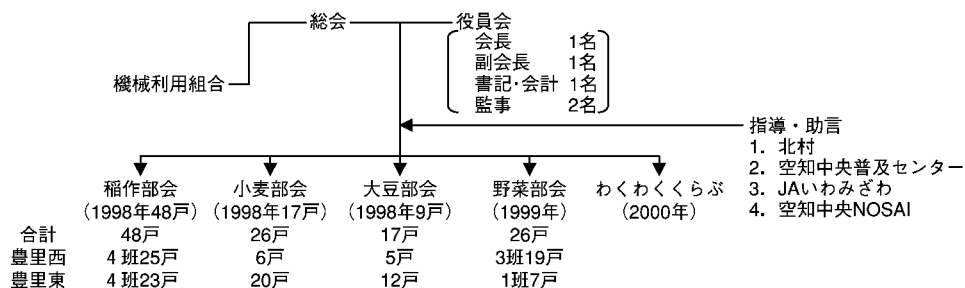 総会
役員会
会長 1名
副会長 1名
書記・会計 1名
監事 2名
機械利用組合
指導・助言
1. 北村
2. 空知中央普及センター
3. JAいわみざわ
4. 空知中央NOSAI
稲作部会 小麦部会 大豆部会 野菜部会 わくわくくらぶ
(1998年48戸) (1998年17戸) (1998年9戸) (1999年) (2000年)
合計 48戸 26戸 17戸 26戸
豊里西 4班25戸 6戸 5戸 3班19戸
豊里東 4班23戸 20戸 12戸 1班7戸